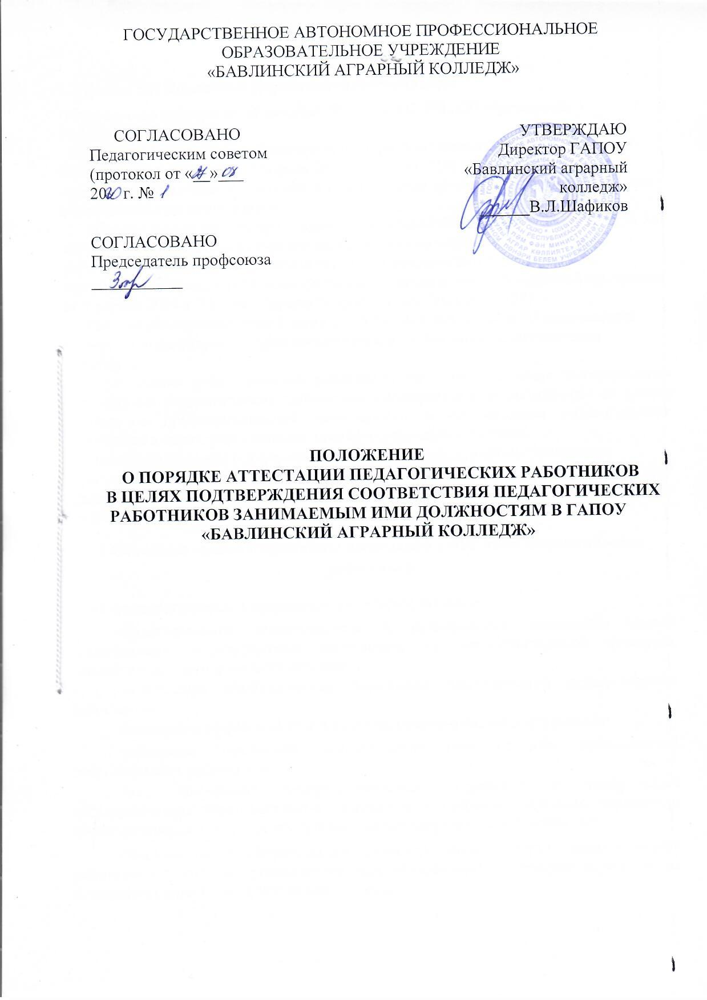 ГОСУДАРСТВЕННОЕ АВТОНОМНОЕ ПРОФЕССИОНАЛЬНОЕ
ОБРАЗОВАТЕЛЬНОЕ УЧРЕЖДЕНИЕ
«БАВЛИНСКИЙ АГРАРНЫЙ КОЛЛЕДЖ»
СОГЛАСОВАНО
Педагогическим советом
(протокол от «__» 08
2020 г. № 1
СОГЛАСОВАНО
Председатель профсоюза
УТВЕРЖДАЮ
Директор ГАПОУ
«Бавлинский аграрный
колледж»
______В.Л.Шафиков
ПОЛОЖЕНИЕ
О ПОРЯДКЕ АТТЕСТАЦИИ ПЕДАГОГИЧЕСКИХ РАБОТНИКОВ
В ЦЕЛЯХ ПОДТВЕРЖДЕНИЯ СООТВЕТСТВИЯ ПЕДАГОГИЧЕСКИХ
РАБОТНИКОВ ЗАНИМАЕМЫМ ИМИ ДОЛЖНОСТЯМ В ГАПОУ
«БАВЛИНСКИЙ АГРАРНЫЙ КОЛЛЕДЖ»